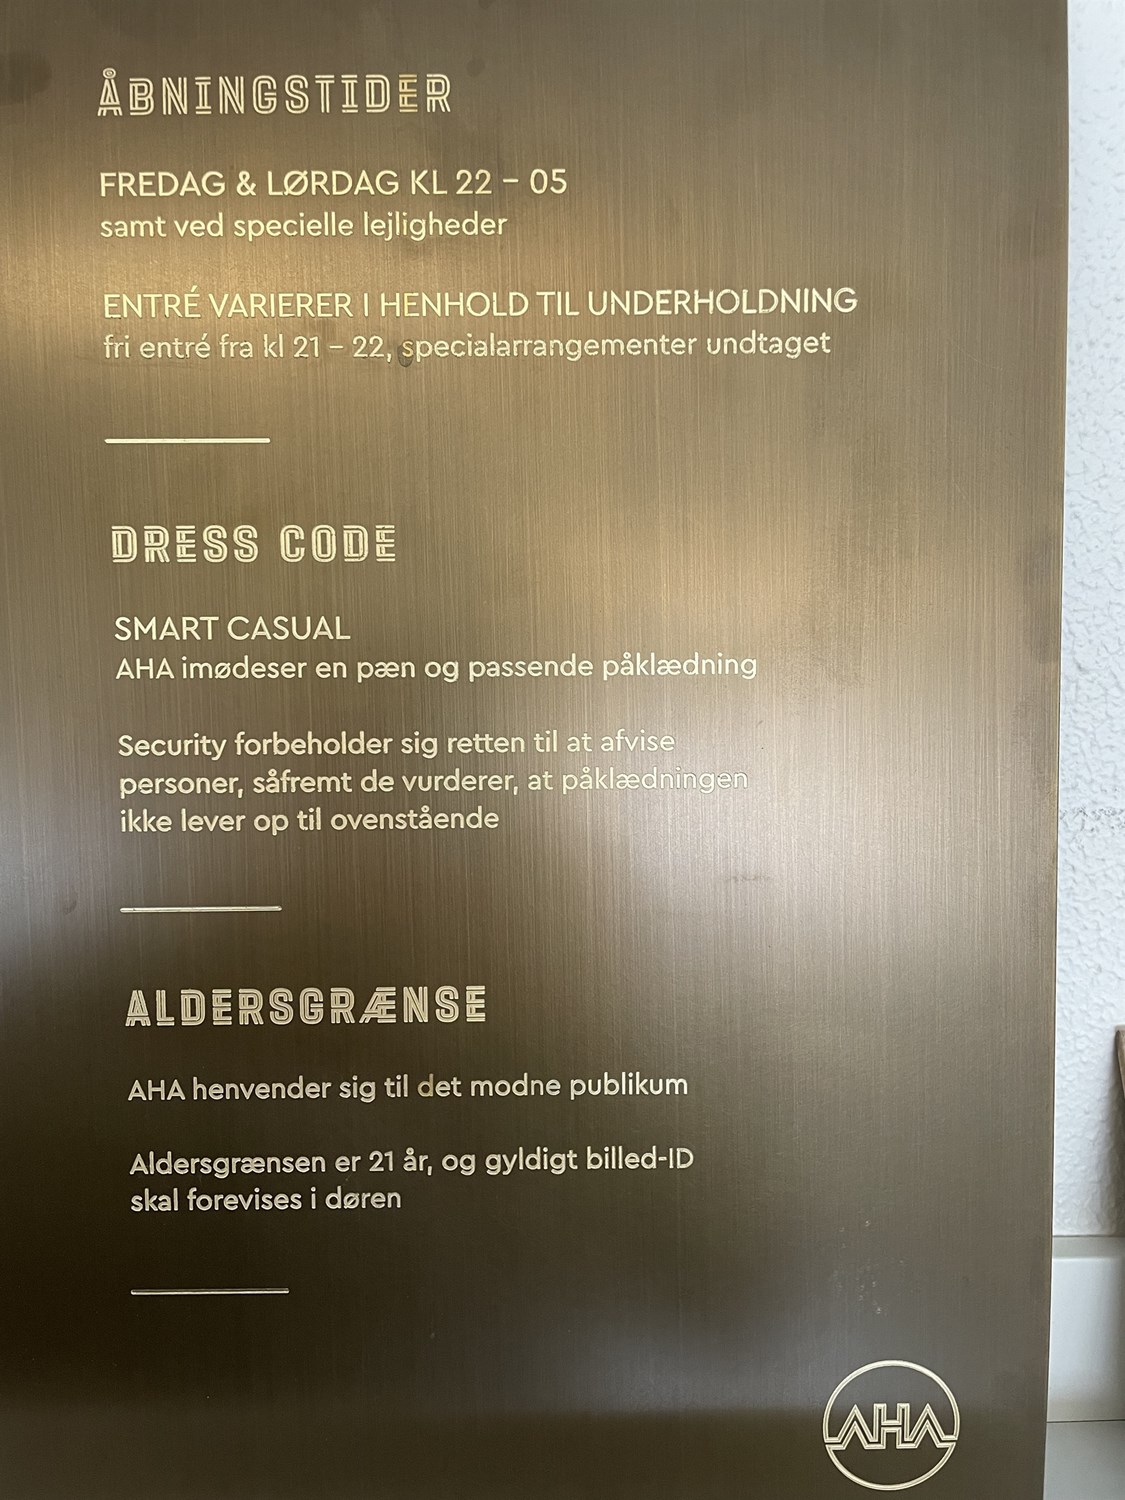 ÅBNINGSTIDER
FREDAG & LØRDAG KL 22 – 05
samt ved specielle lejligheder
ENTRÉ VARIERER I HENHOLD TIL UNDERHOLDNING
fri entré fra kl 21 – 22, specialarrangementer undtaget
DRESS CODE
SMART CASUAL
AHA imødeser en pæn og passende påklædning
Security forbeholder sig retten til at afvise
personer, såfremt de vurderer, at påklædningen
ikke lever op til ovenstående
ALDERSGRÆNSE
AHA henvender sig til det modne publikum
Aldersgrænsen er 21 år, og gyldigt billed-ID
skal forevises i døren
AHA